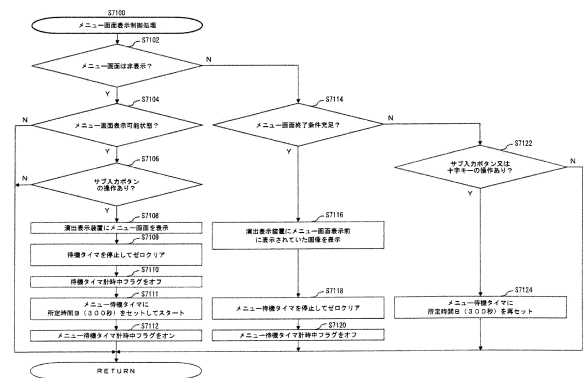 S7100
メニュー画面表示制御処理
S7102
メニュー画面は非表示？
N
Y
S7104
メニュー画面表示可能状態？
N
Y
S7106
サブ入力ボタン
の操作あり？
N
Y
S7108
演出表示装置にメニュー画面を表示
S7109
待機タイマを停止してゼロクリア
S7110
待機タイマ計時中フラグをオフ
S7111
メニュー待機タイマに
所定時間B（300秒）をセットしてスタート
S7112
メニュー待機タイマ計時中フラグをオン
S7114
メニュー画面終了条件充足？
N
Y
S7116
演出表示装置にメニュー画面表示前
に表示されていた画像を表示
S7118
メニュー待機タイマを停止してゼロクリア
S7120
メニュー待機タイマ計時中フラグをオフ
S7122
サブ入力ボタン又は
十字キーの操作あり？
N
Y
S7124
メニュー待機タイマに
所定時間B（300秒）を再セット
RETURN